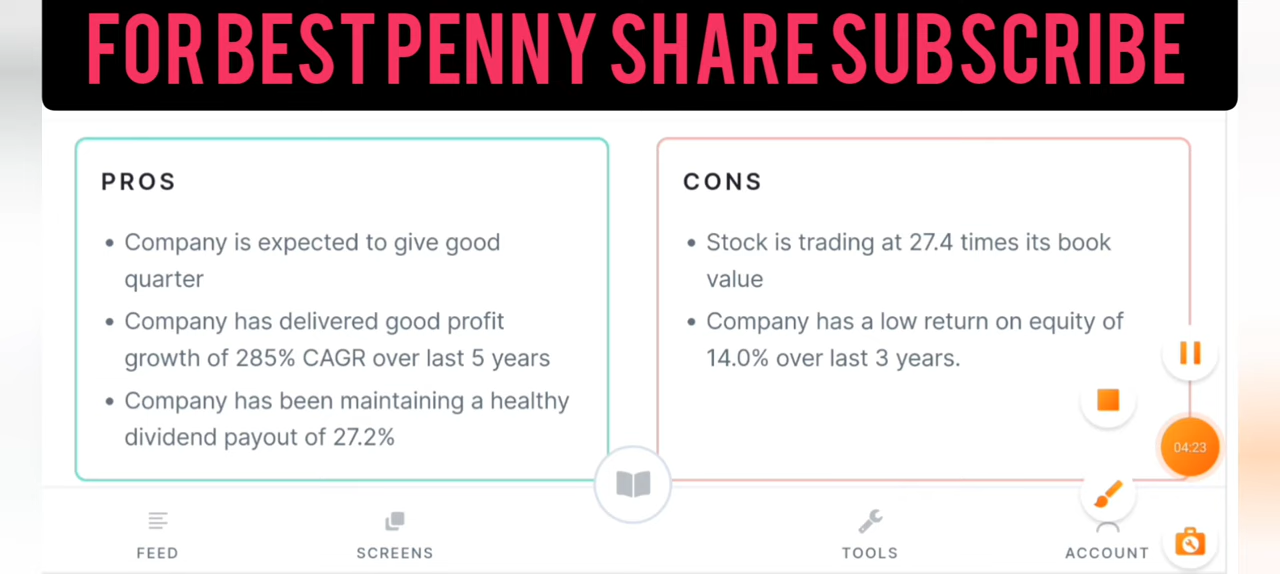 FOR BEST PENNY SHARE SUBSCRIBE
PROS
• Company is expected to give good
quarter
• Company has delivered good profit
growth of 285% CAGR over last 5 years
• Company has been maintaining a healthy
dividend payout of 27.2%
CONS
• Stock is trading at 27.4 times its book
value
• Company has a low return on equity of
14.0% over last 3 years.
04:23
FEED
SCREENS
TOOLS
ACCOUNT